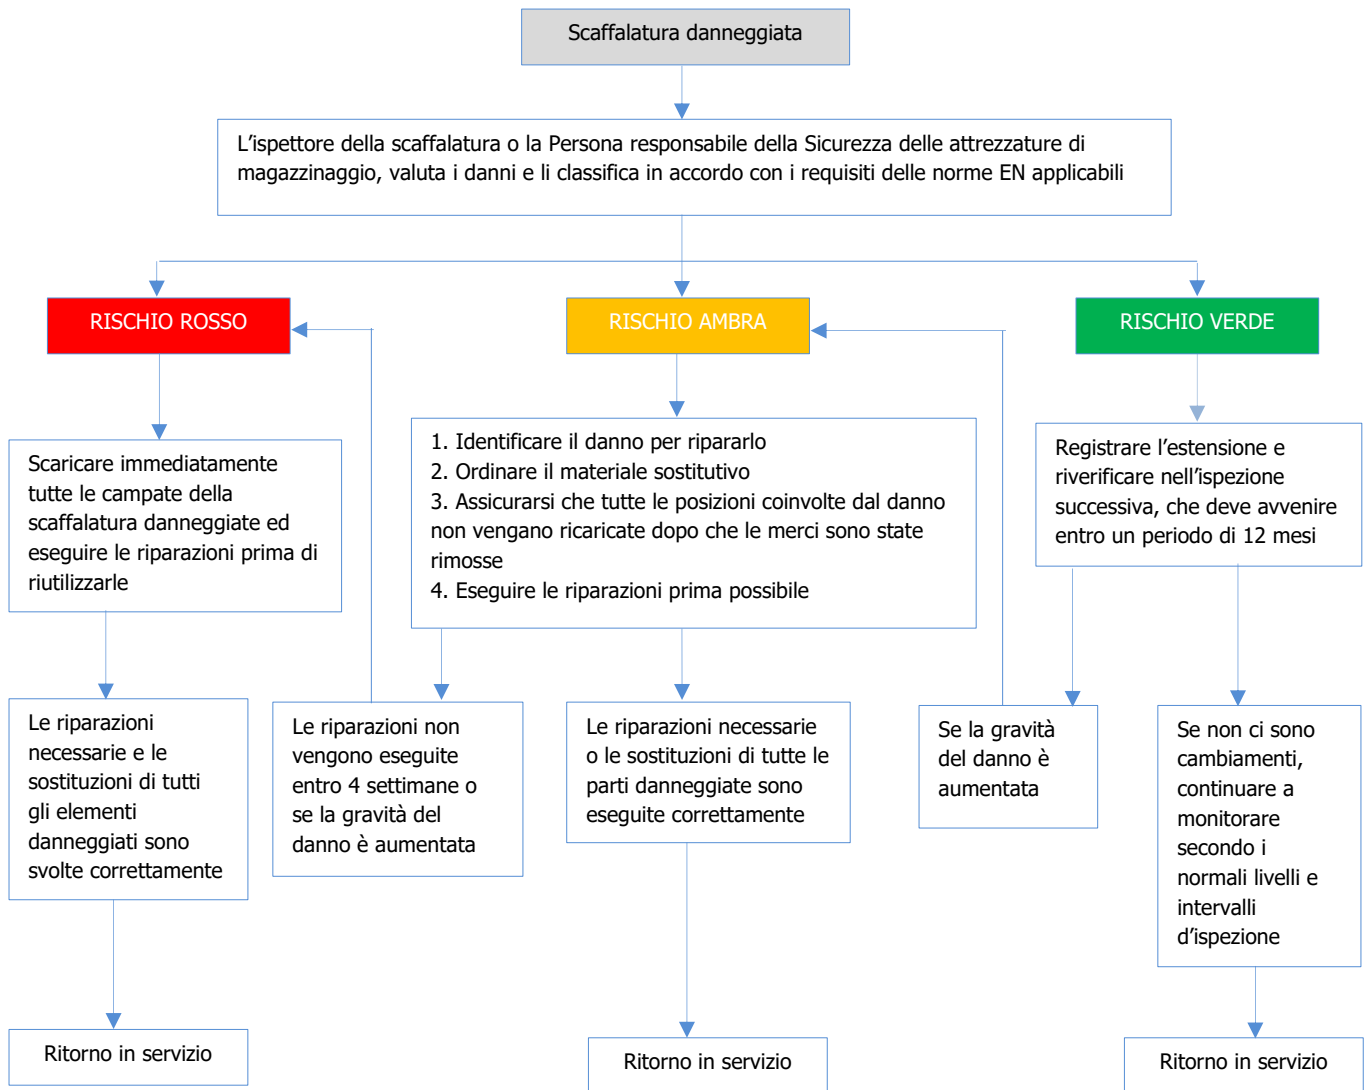 Scaffalatura danneggiata
L'ispettore della scaffalatura o la Persona responsabile della Sicurezza delle attrezzature di
magazzinaggio, valuta i danni e li classifica in accordo con i requisiti delle norme EN applicabili
RISCHIO ROSSO
RISCHIO AMBRA
RISCHIO VERDE
Scaricare immediatamente
tutte le campate della
scaffalatura danneggiate ed
eseguire le riparazioni prima di
riutilizzarle
1. Identificare il danno per ripararlo
2. Ordinare il materiale sostitutivo
3. Assicurarsi che tutte le posizioni coinvolte dal danno
non vengano ricaricate dopo che le merci sono state
rimosse
4. Eseguire le riparazioni prima possibile
Registrare l'estensione e
riverificare nell'ispezione
successiva, che deve avvenire
entro un periodo di 12 mesi
Le riparazioni
necessarie e le
sostituzioni di tutti
gli elementi
danneggiati sono
svolte correttamente
Le riparazioni non
vengono eseguite
entro 4 settimane o
se la gravità del
danno è aumentata
Le riparazioni necessarie
o le sostituzioni di tutte le
parti danneggiate sono
eseguite correttamente
Se la gravità
del danno è
aumentata
Se non ci sono
cambiamenti,
continuare a
monitorare
secondo i
normali livelli e
intervalli
d'ispezione
Ritorno in servizio
Ritorno in servizio
Ritorno in servizio